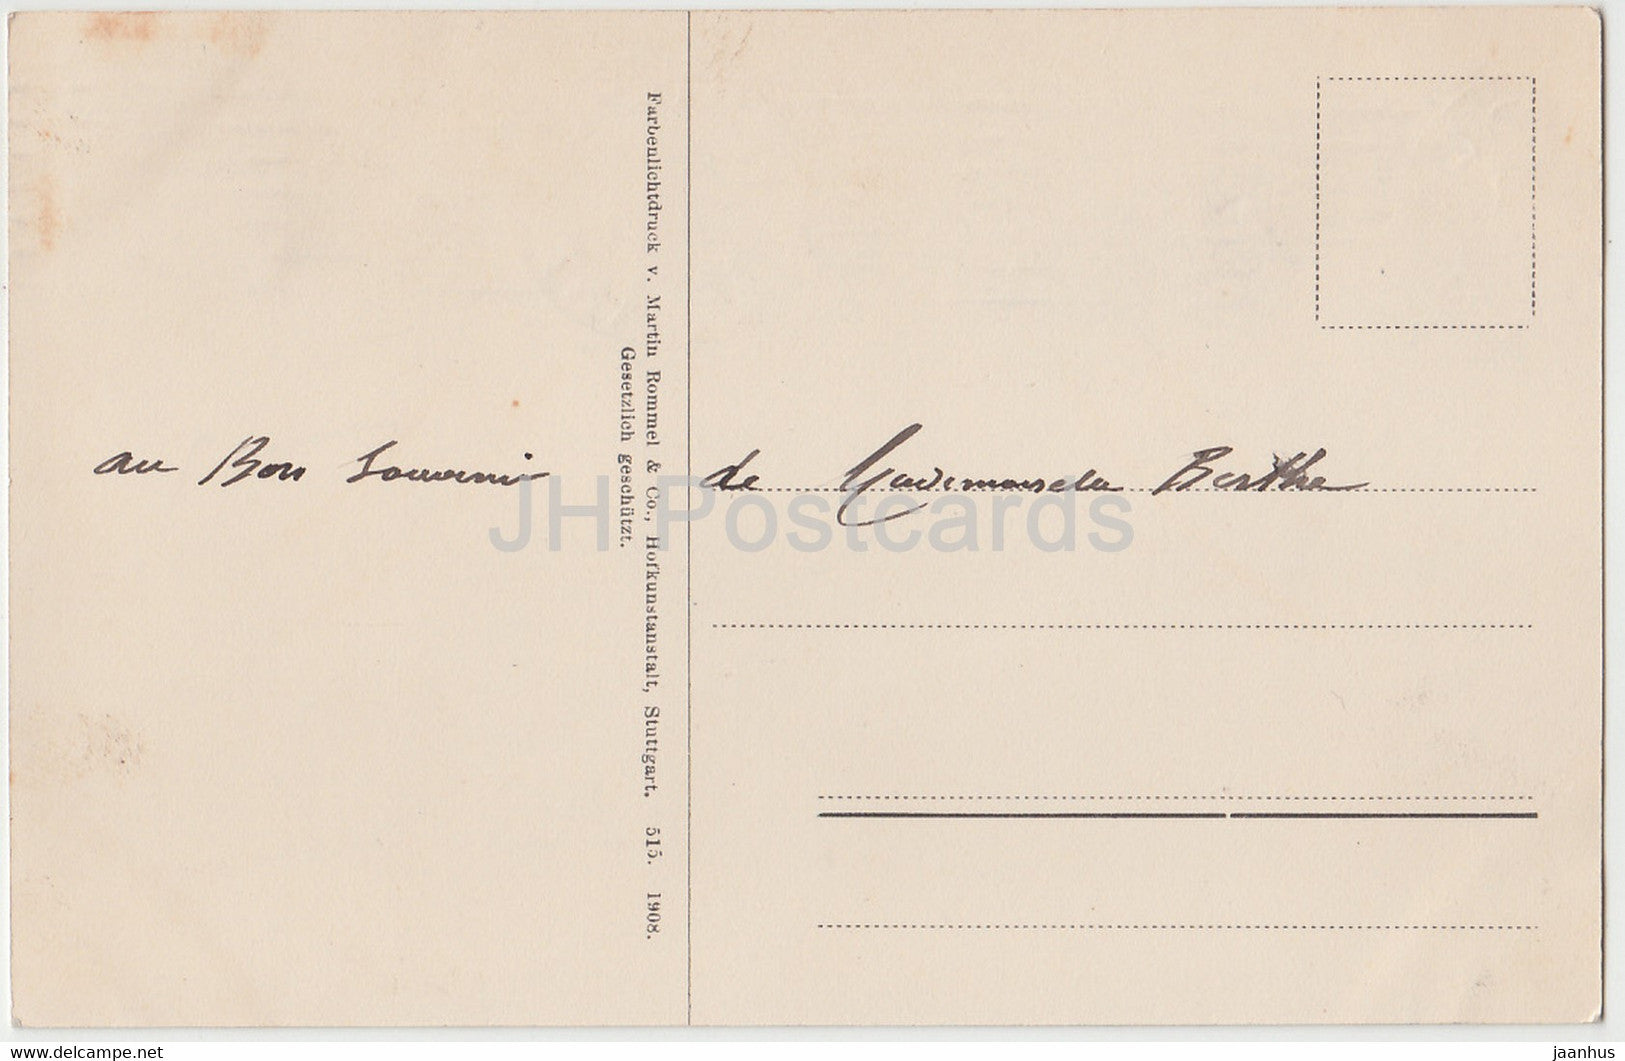 au Bon Souvenir de Mademoiselle Berthe
Farbenlichtdruck v. Martin Rommel & Co., Hofkunstanstalt, Stuttgart. 515. 1908.
Gesetzlich geschützt.
JH Postcards
www.delcampe.net
jaanhus